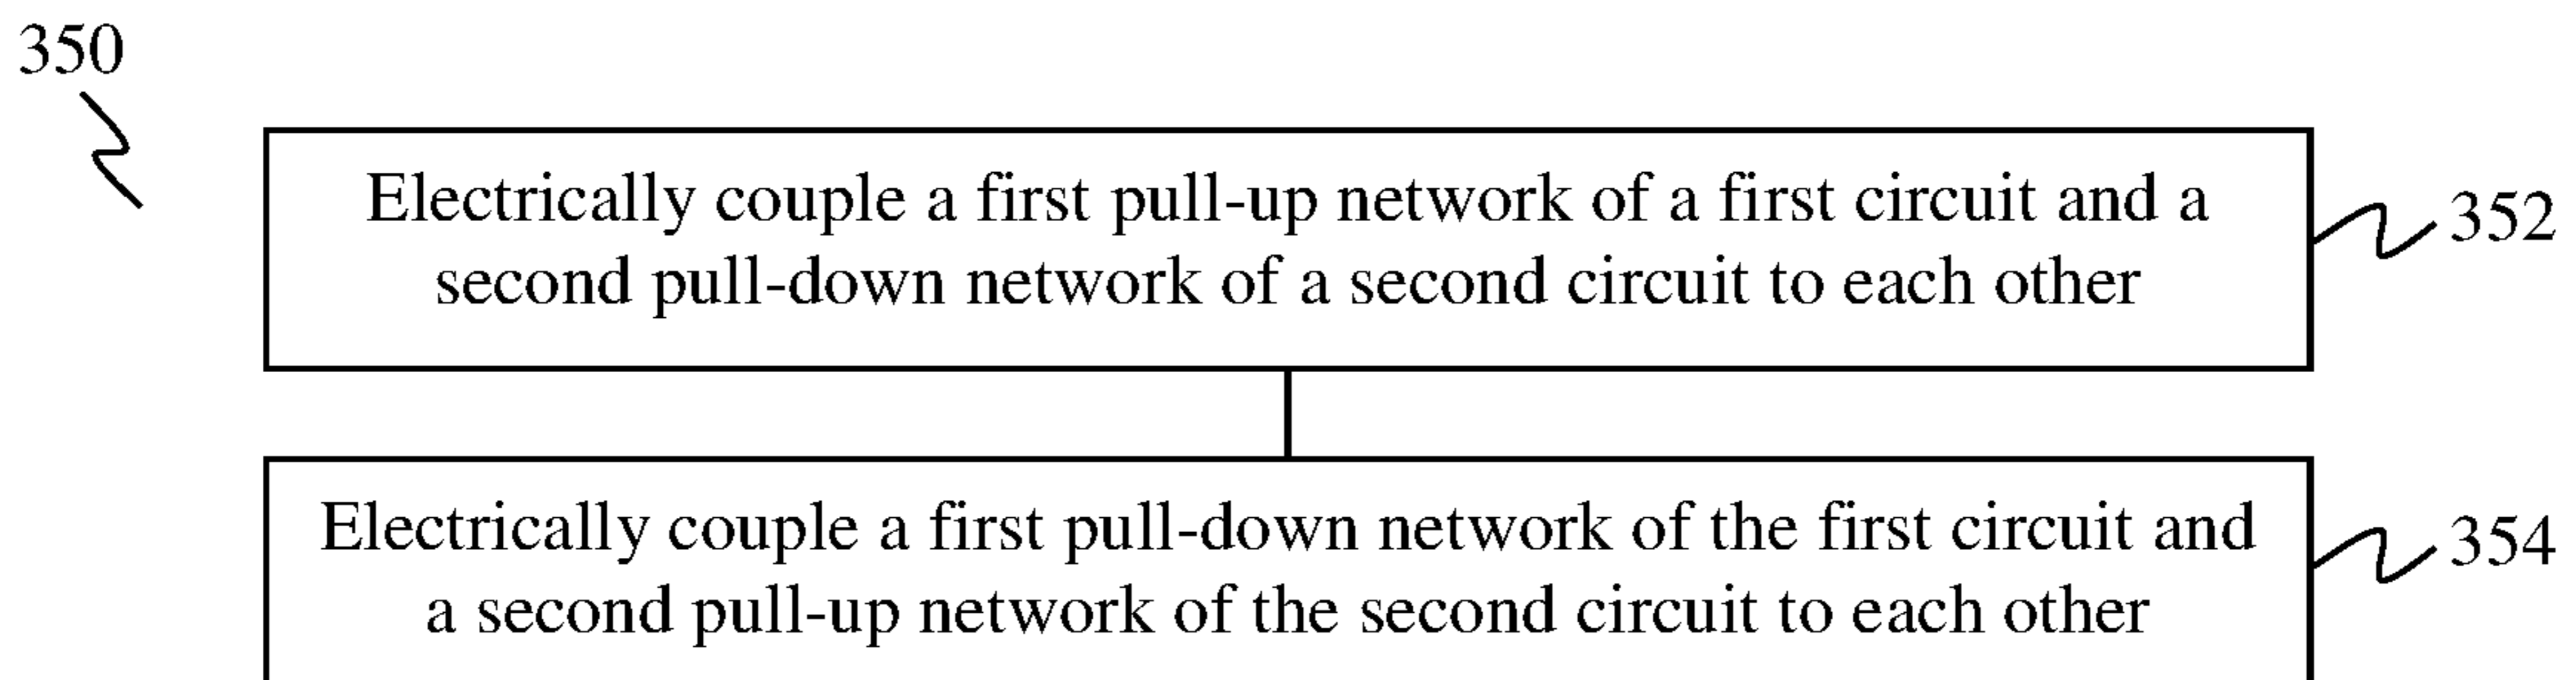 350
Electrically couple a first pull-up network of a first circuit and a
second pull-down network of a second circuit to each other
352
Electrically couple a first pull-down network of the first circuit and
a second pull-up network of the second circuit to each other
354